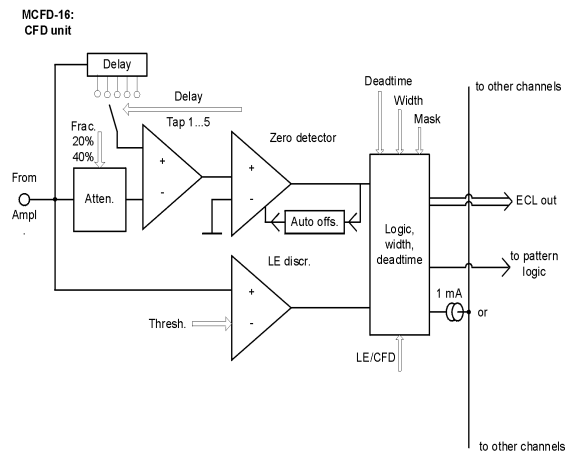 MCFD-16:
CFD unit
Delay
Deadtime
to other channels
Delay
Width
Tap 1...5
Mask
Frac.
20%
40%
Zero detector
+
-
+
-
From
Ampl
.
Atten.
ECL out
Auto offs.
Logic,
width,
deadtime
to pattern
logic
LE discr.
+
-
1 mA
or
Thresh.
LE/CFD
to other channels